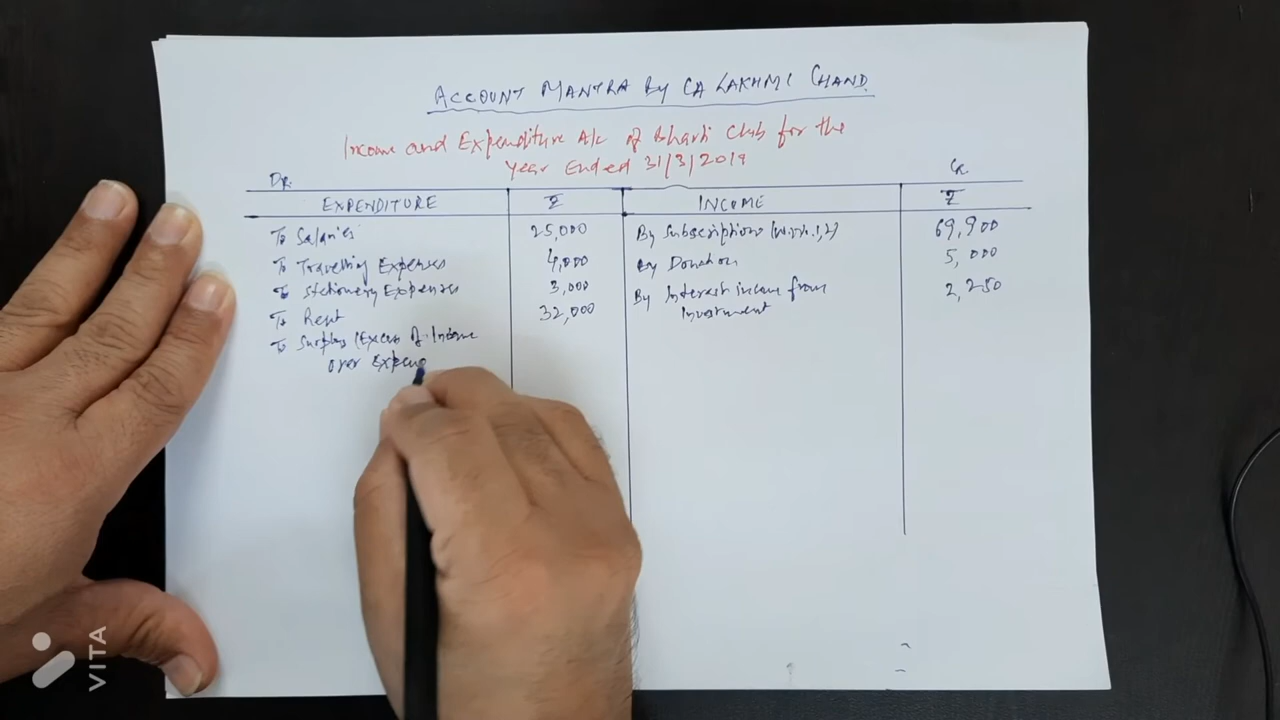 ACCOUNT MANTRA BY CA LAKHMI CHAND
Income and Expenditure A/c of Bharti Club for the
Year Ended 31/3/2019
Dr. Cr.
EXPENDITURE ₹ INCOME ₹
To Salaries 25,000 By Subscriptions (W.N.1,2) 69,900
To Travelling Expenses 4,000 By Donation 5,000
To Stationery Expenses 3,000 By Interest income from 2,250
Investment
To Rent 32,000
To Surplus (Excess of Income
over Expen
VITA